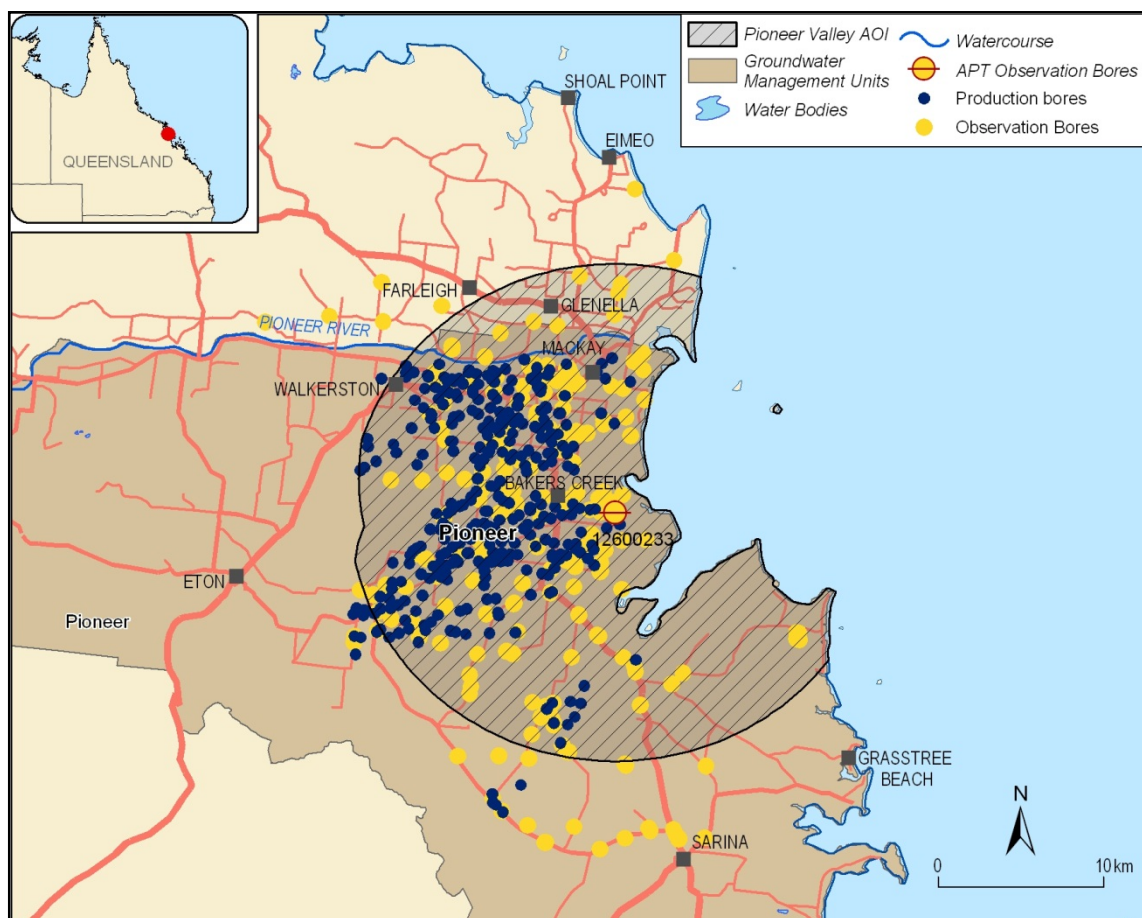 QUEENSLAND
Pioneer Valley AOI
Groundwater
Management Units
Water Bodies
Watercourse
APT Observation Bores
Production bores
Observation Bores
SHOAL POINT
EIMEO
FARLEIGH
GLENELLA
PIONEER RIVER
MACKAY
WALKERSTON
BAKERS CREEK
Pioneer
12600233
ETON
Pioneer
GRASSTREE
BEACH
SARINA
N
0
10 km